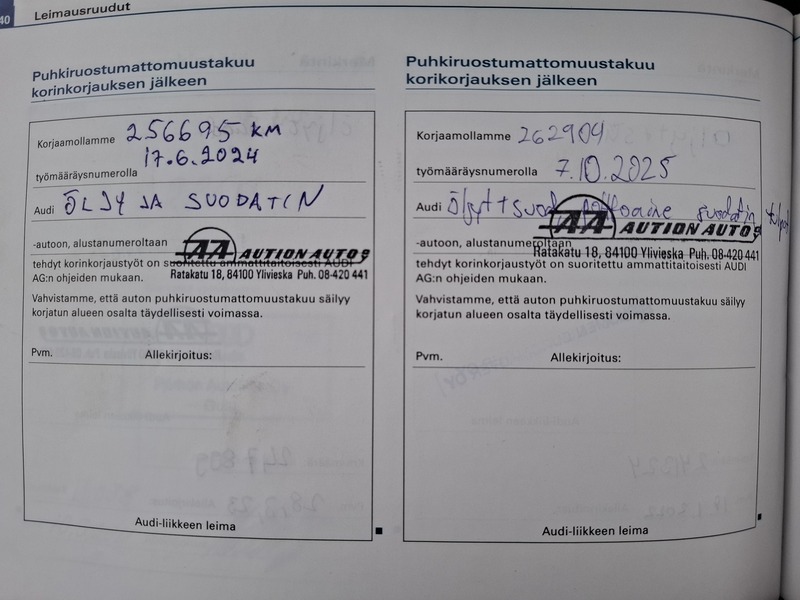 40 Leimausruudut
Puhkiruostumattomuustakuu
korinkorjauksen jälkeen
Korjaamollamme 256695 KM
17.6.2024
työmääräysnumerolla
Audi ÖLJY JA SUODATIN
-autoon, alustanumeroltaan
AA AUTION AUTO
tehdyt korinkorjaustyöt on suoritettu ammattitaitoisesti AUDI
Ratakatu 18, 84100 Ylivieska Puh. 08-420 441
AG:n ohjeiden mukaan.
Vahvistamme, että auton puhkiruostumattomuustakuu säilyy
korjatun alueen osalta täydellisesti voimassa.
Pvm. Allekirjoitus:
Audi-liikkeen leima
Puhkiruostumattomuustakuu
korikorjauksen jälkeen
Korjaamollamme 262904
työmääräysnumerolla 7.10.2025
Audi Öljyt+suod, polttoaine suodatin
-autoon, alustanumeroltaan
AA AUTION AUTO
Ratakatu 18, 84100 Ylivieska Puh. 08-420 441
tehdyt korinkorjaustyöt on suoritettu ammattitaitoisesti AUDI
AG:n ohjeiden mukaan.
Vahvistamme, että auton puhkiruostumattomuustakuu säilyy
korjatun alueen osalta täydellisesti voimassa.
Pvm. Allekirjoitus:
Audi-liikkeen leima